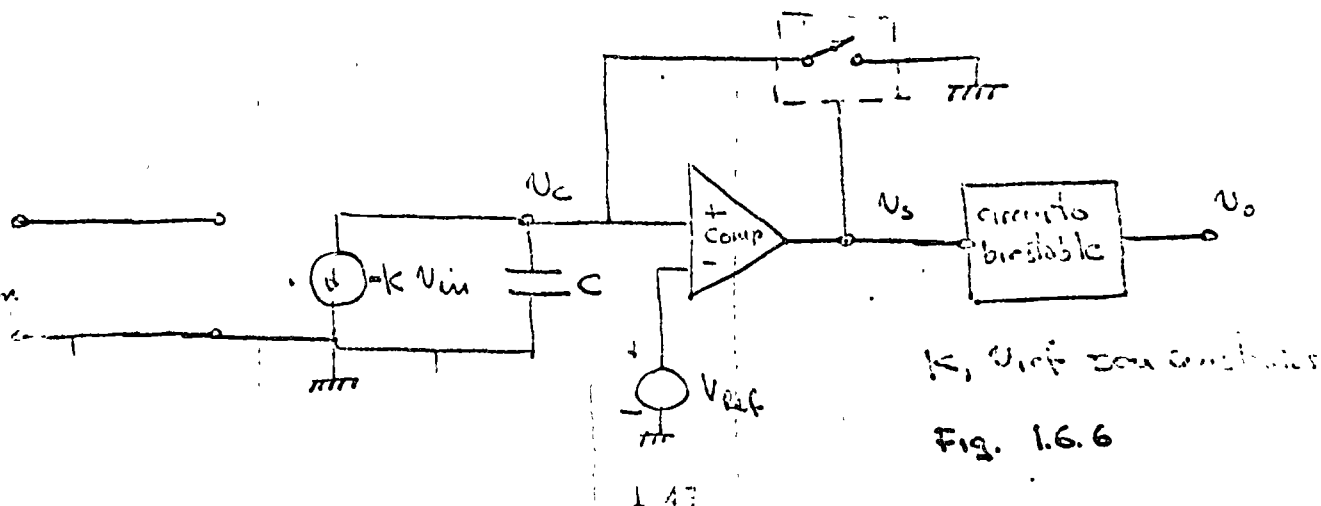 Vc
+
Comp
-
Vs
circuito
biestable
Vo
-K Vin
C
+
-
VRef
K, Vref son constantes
Fig. 1.6.6